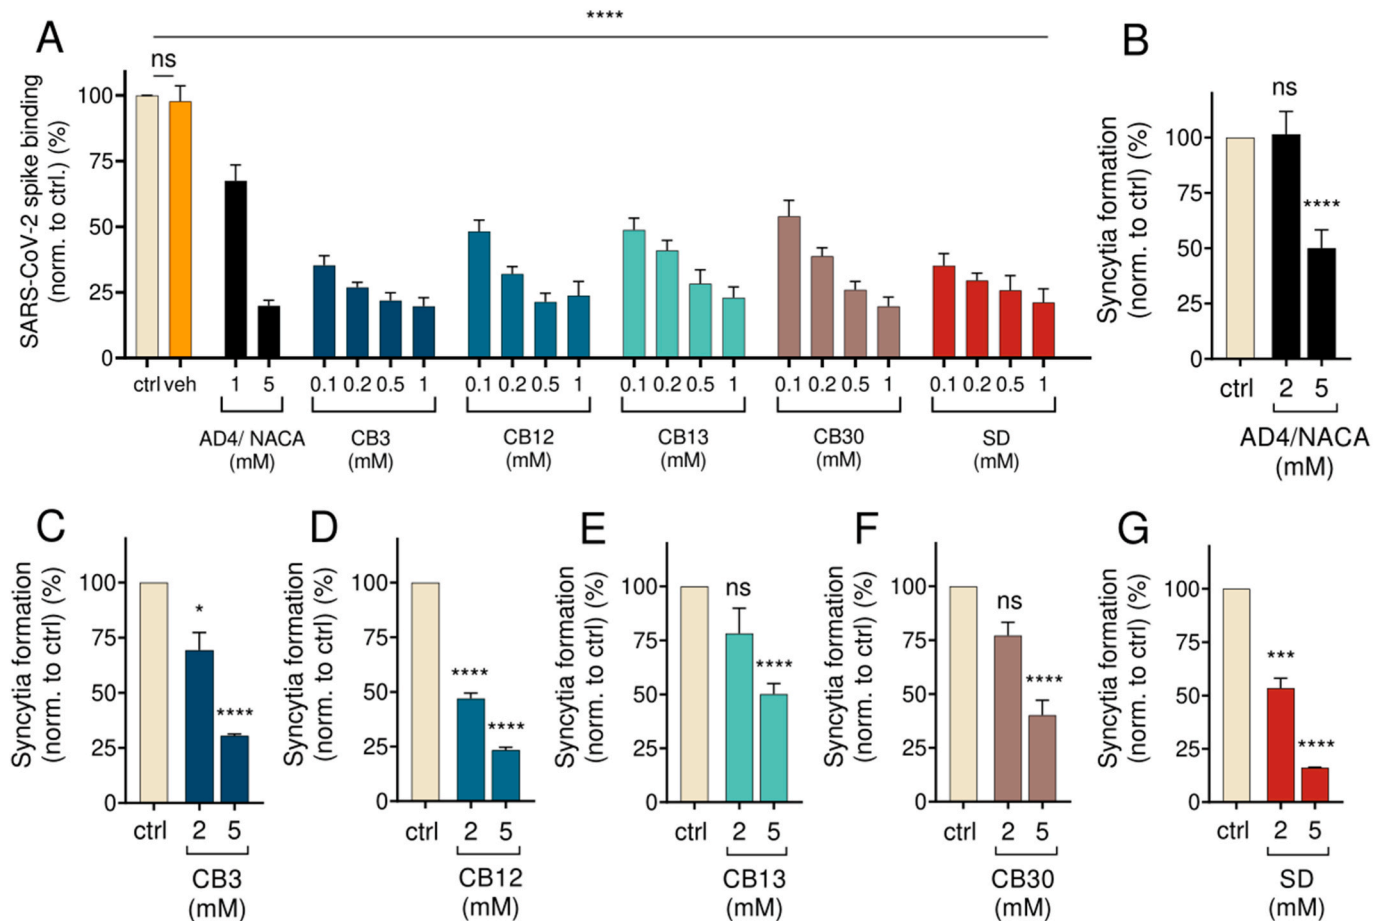 A
****
ns
SARS-CoV-2 spike binding
(norm. to ctrl.) (%)
100
75
50
25
0
ctrl veh 1 5 0.1 0.2 0.5 1 0.1 0.2 0.5 1 0.1 0.2 0.5 1 0.1 0.2 0.5 1 0.1 0.2 0.5 1
AD4/ NACA CB3 CB12 CB13 CB30 SD
(mM) (mM) (mM) (mM) (mM) (mM)
B
Syncytia formation
(norm. to ctrl) (%)
100
75
50
25
0
ns
****
ctrl 2 5
AD4/NACA
(mM)
C
Syncytia formation
(norm. to ctrl) (%)
100
75
50
25
0
*
****
ctrl 2 5
CB3
(mM)
D
Syncytia formation
(norm. to ctrl) (%)
100
75
50
25
0
****
****
ctrl 2 5
CB12
(mM)
E
Syncytia formation
(norm. to ctrl) (%)
100
75
50
25
0
ns
****
ctrl 2 5
CB13
(mM)
F
Syncytia formation
(norm. to ctrl) (%)
100
75
50
25
0
ns
****
ctrl 2 5
CB30
(mM)
G
Syncytia formation
(norm. to ctrl) (%)
100
75
50
25
0
***
****
ctrl 2 5
SD
(mM)